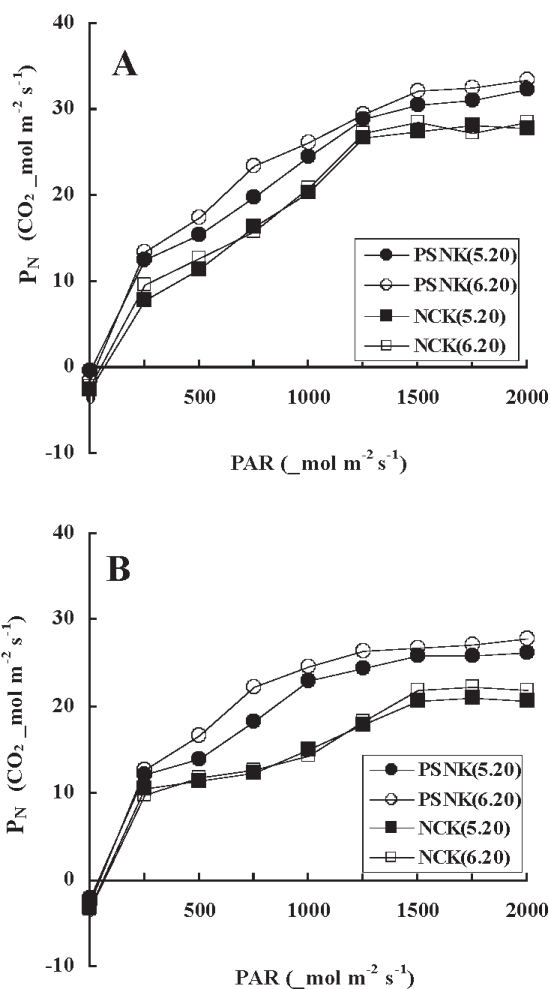 40
A
30
20
10
0
-10
P_N (CO₂ _mol m⁻² s⁻¹)
PSNK(5.20)
PSNK(6.20)
NCK(5.20)
NCK(6.20)
500 1000 1500 2000
PAR (_mol m⁻² s⁻¹)
40
B
30
20
10
0
-10
P_N (CO₂ _mol m⁻² s⁻¹)
PSNK(5.20)
PSNK(6.20)
NCK(5.20)
NCK(6.20)
500 1000 1500 2000
PAR (_mol m⁻² s⁻¹)